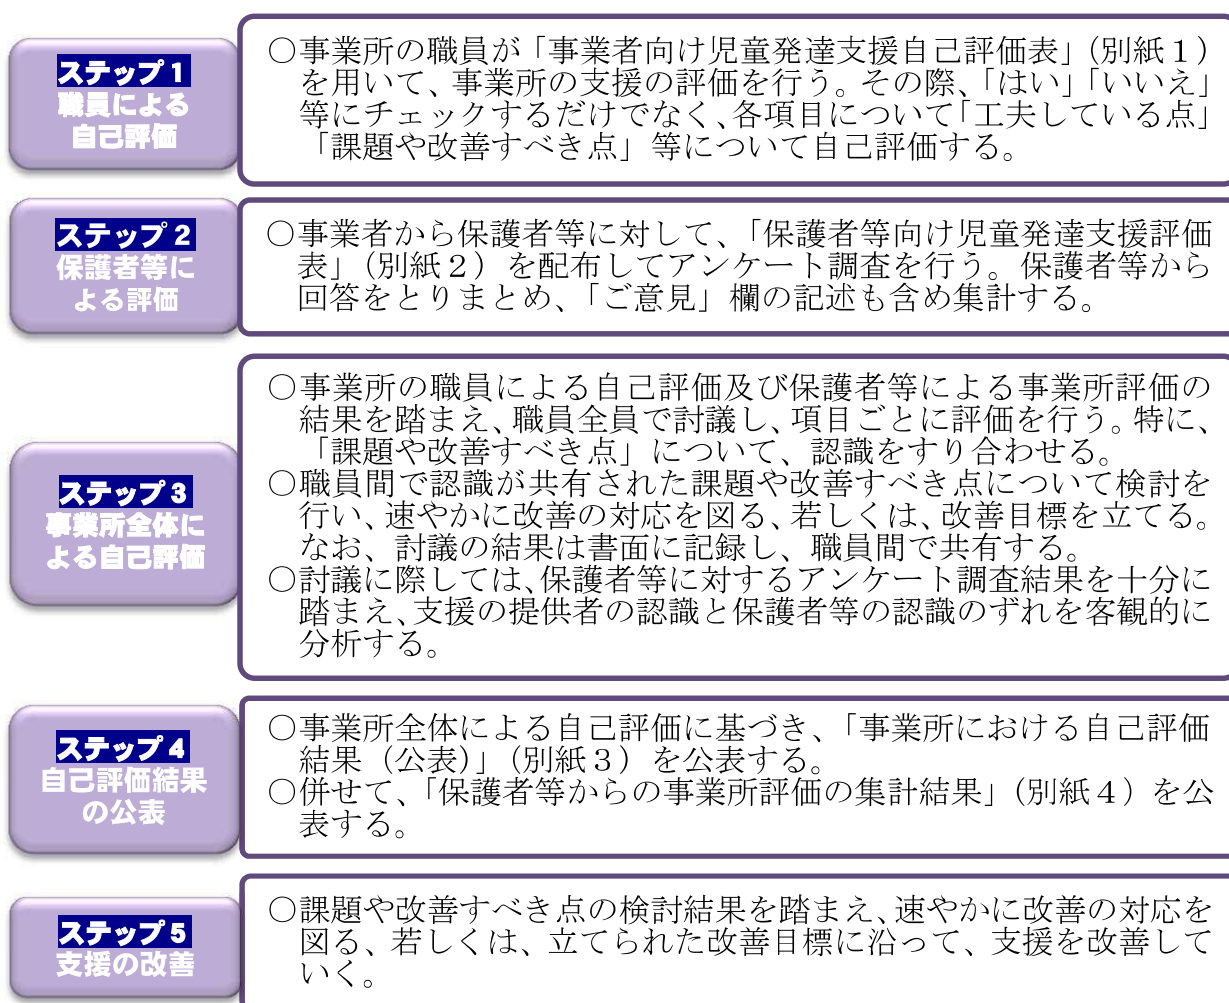 ステップ1
職員による
自己評価
○事業所の職員が「事業者向け児童発達支援自己評価表」(別紙1)
を用いて、事業所の支援の評価を行う。その際、「はい」「いいえ」
等にチェックするだけでなく、各項目について「工夫している点」
「課題や改善すべき点」等について自己評価する。
ステップ2
保護者等に
よる評価
○事業者から保護者等に対して、「保護者等向け児童発達支援評価
表」(別紙2)を配布してアンケート調査を行う。保護者等から
回答をとりまとめ、「ご意見」欄の記述も含め集計する。
ステップ3
事業所全体に
よる自己評価
○事業所の職員による自己評価及び保護者等による事業所評価の
結果を踏まえ、職員全員で討議し、項目ごとに評価を行う。特に、
「課題や改善すべき点」について、認識をすり合わせる。
○職員間で認識が共有された課題や改善すべき点について検討を
行い、速やかに改善の対応を図る、若しくは、改善目標を立てる。
なお、討議の結果は書面に記録し、職員間で共有する。
○討議に際しては、保護者等に対するアンケート調査結果を十分に
踏まえ、支援の提供者の認識と保護者等の認識のずれを客観的に
分析する。
ステップ4
自己評価結果
の公表
○事業所全体による自己評価に基づき、「事業所における自己評価
結果(公表)」(別紙3)を公表する。
○併せて、「保護者等からの事業所評価の集計結果」(別紙4)を公
表する。
ステップ5
支援の改善
○課題や改善すべき点の検討結果を踏まえ、速やかに改善の対応を
図る、若しくは、立てられた改善目標に沿って、支援を改善して
いく。